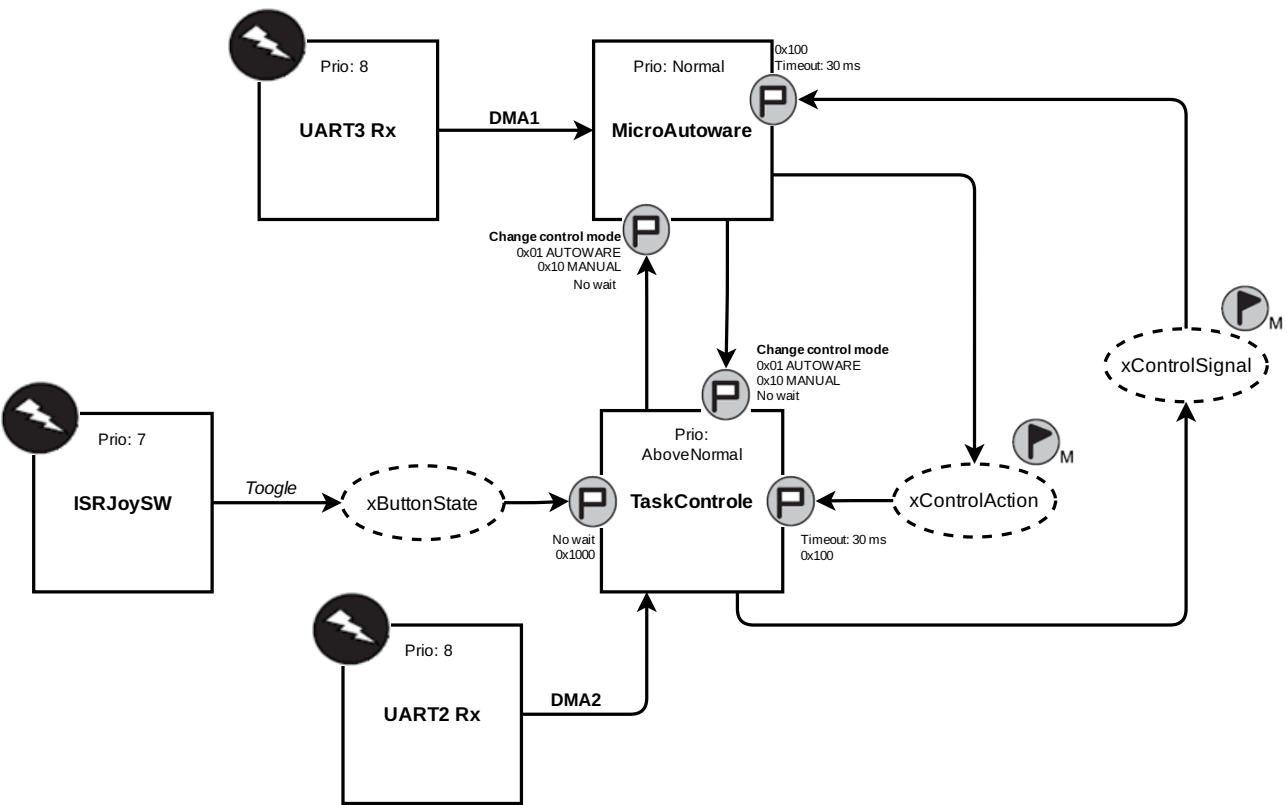 Prio: 8
UART3 Rx
DMA1
Prio: Normal
MicroAutoware
0x100
Timeout: 30 ms
Change control mode
0x01 AUTOWARE
0x10 MANUAL
No wait
Change control mode
0x01 AUTOWARE
0x10 MANUAL
No wait
M
xControlSignal
Prio: 7
ISRJoySW
Toogle
xButtonState
No wait
0x1000
Prio:
AboveNormal
TaskControle
Timeout: 30 ms
0x100
M
xControlAction
Prio: 8
UART2 Rx
DMA2